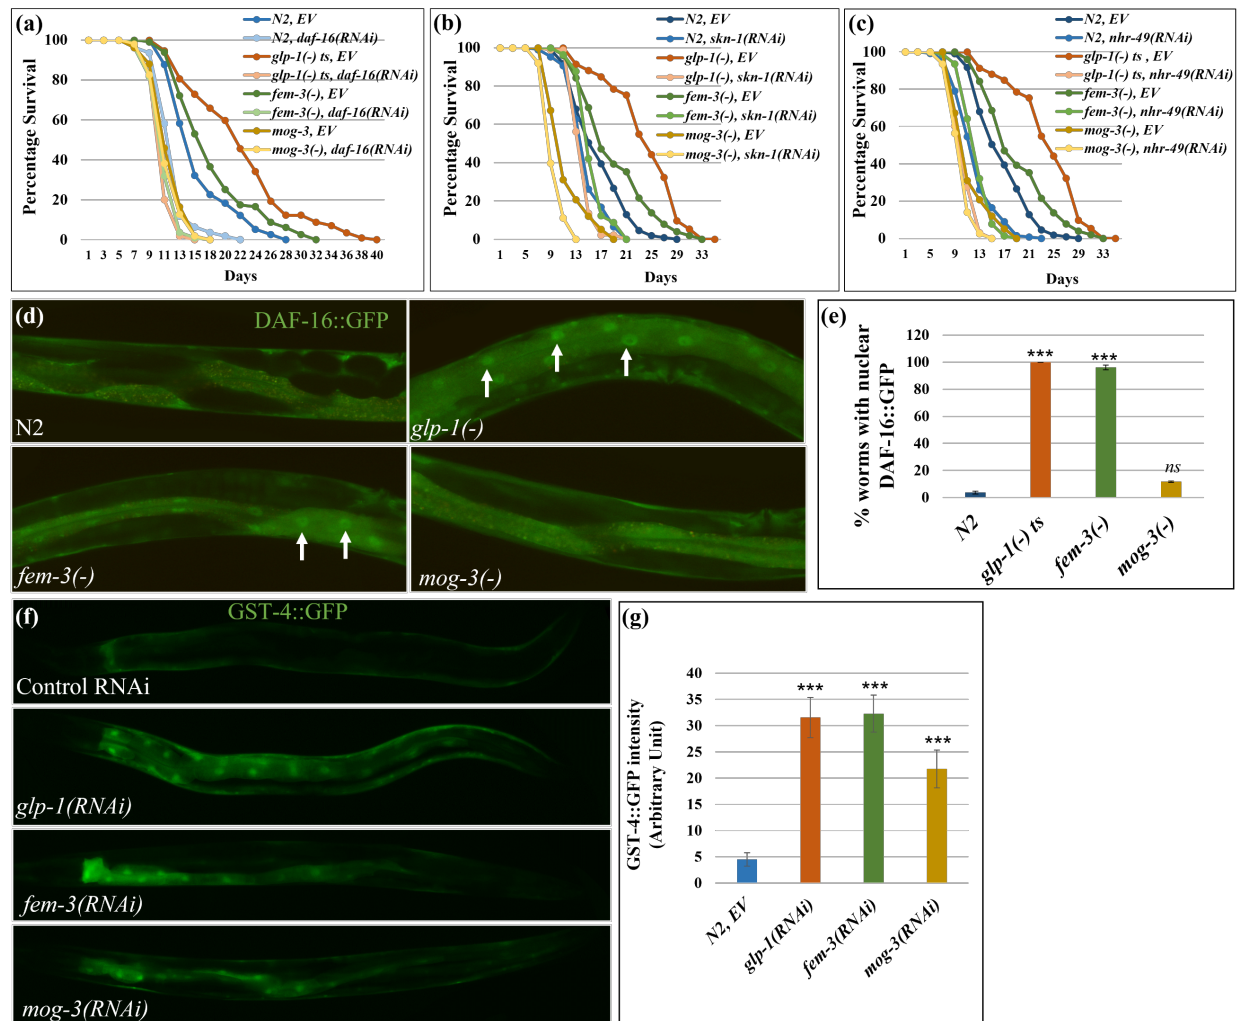 (a)
N2, EV
N2, daf-16(RNAi)
glp-1(-) ts, EV
glp-1(-) ts, daf-16(RNAi)
fem-3(-), EV
fem-3(-), daf-16(RNAi)
mog-3, EV
mog-3(-), daf-16(RNAi)
Percentage Survival
100
80
60
40
20
0
1 3 5 7 9 11 13 14 16 18 20 22 24 26 28 30 32 34 36 38 40
Days
(b)
N2, EV
N2, skn-1(RNAi)
glp-1(-), EV
glp-1(-), skn-1(RNAi)
fem-3(-), EV
fem-3(-), skn-1(RNAi)
mog-3(-), EV
mog-3(-), skn-1(RNAi)
Percentage Survival
100
80
60
40
20
0
1 5 9 13 17 21 25 29 33
Days
(c)
N2, EV
N2, nhr-49(RNAi)
glp-1(-) ts , EV
glp-1(-) ts, nhr-49(RNAi)
fem-3(-), EV
fem-3(-), nhr-49(RNAi)
mog-3(-), EV
mog-3(-), nhr-49(RNAi)
Percentage Survival
100
80
60
40
20
0
1 5 9 13 17 21 25 29 33
Days
(d)
DAF-16::GFP
N2
glp-1(-)
fem-3(-)
mog-3(-)
(e)
% worms with nuclear
DAF-16::GFP
120
100
80
60
40
20
0
***
***
ns
N2
glp-1(-) ts
fem-3(-)
mog-3(-)
(f)
GST-4::GFP
Control RNAi
glp-1(RNAi)
fem-3(RNAi)
mog-3(RNAi)
(g)
GST-4::GFP intensity
(Arbitrary Unit)
40
35
30
25
20
15
10
5
0
***
***
***
N2, EV
glp-1(RNAi)
fem-3(RNAi)
mog-3(RNAi)